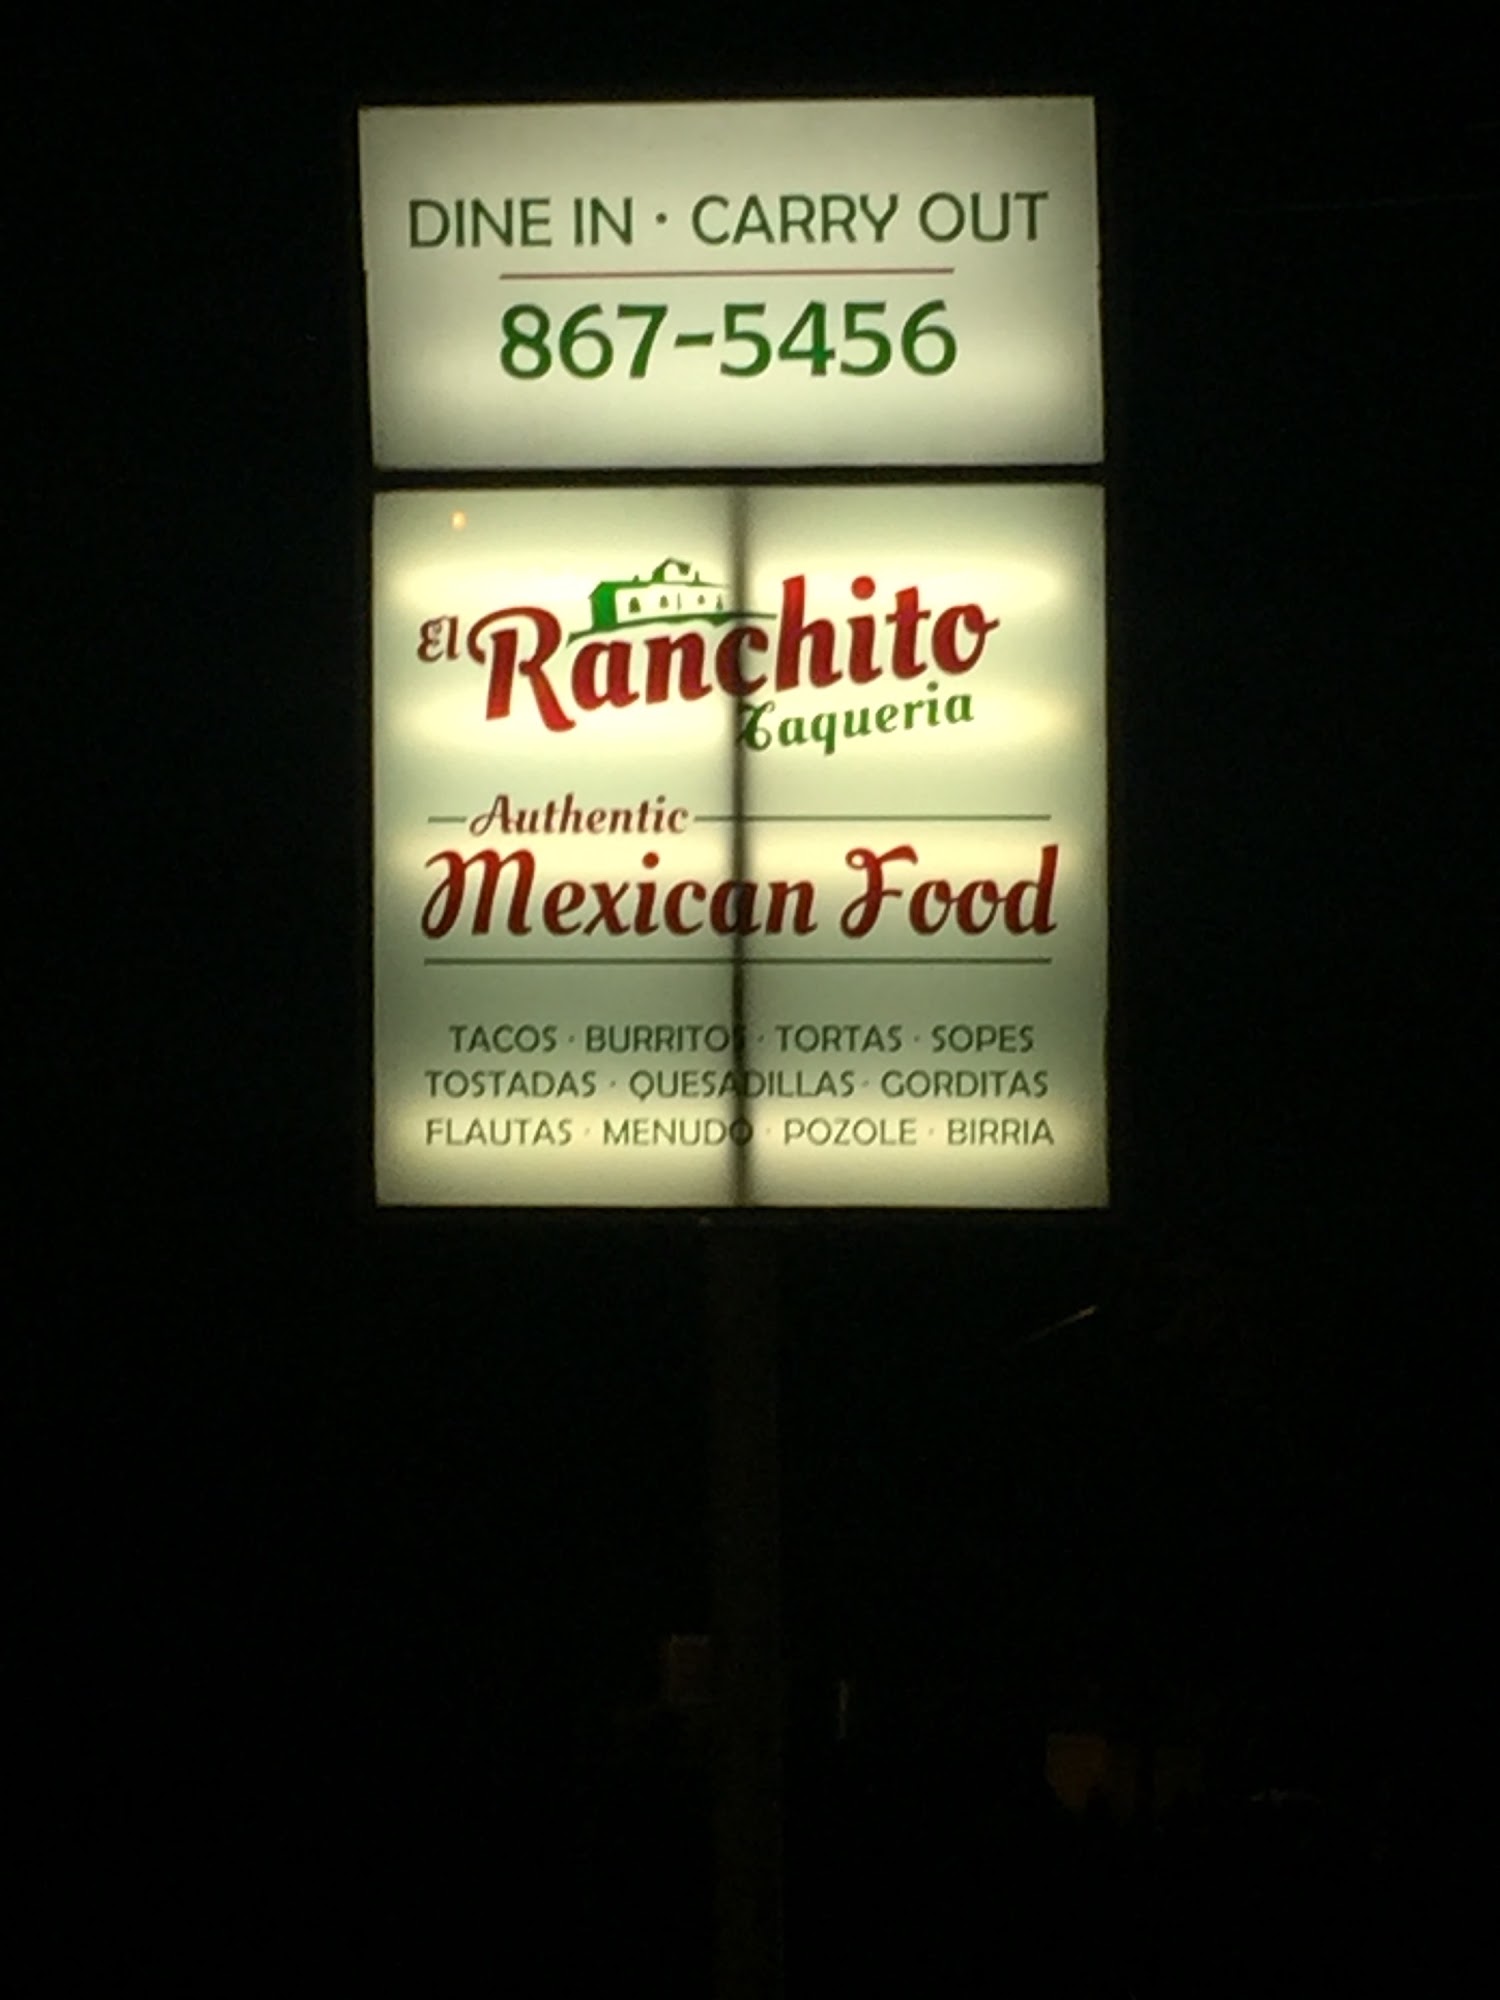 DINE IN · CARRY OUT
867-5456
El Ranchito
Taqueria
Authentic
Mexican Food
TACOS · BURRITOS · TORTAS · SOPES
TOSTADAS · QUESADILLAS · GORDITAS
FLAUTAS · MENUDO · POZOLE · BIRRIA